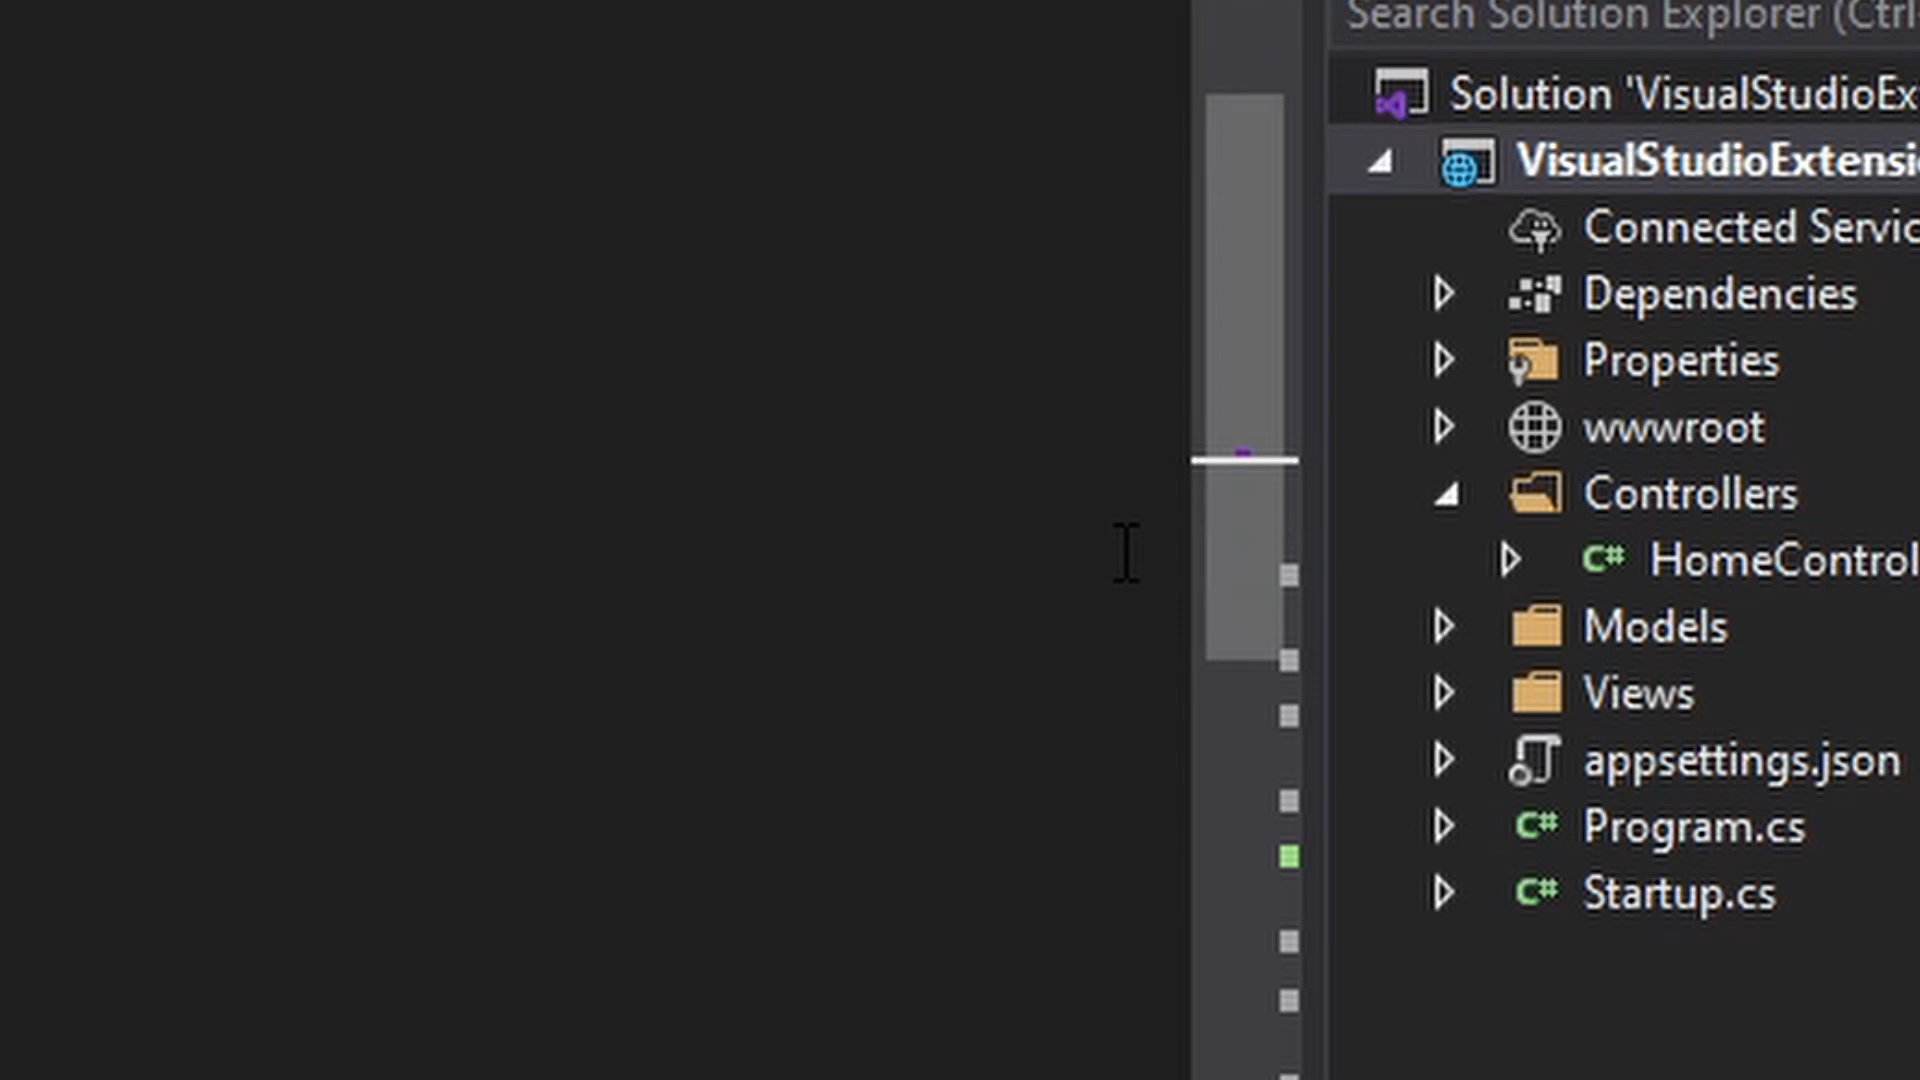 Search Solution Explorer (Ctrl
Solution 'VisualStudioEx
VisualStudioExtensi
Connected Servic
Dependencies
Properties
wwwroot
Controllers
C# HomeControl
Models
Views
appsettings.json
C# Program.cs
C# Startup.cs